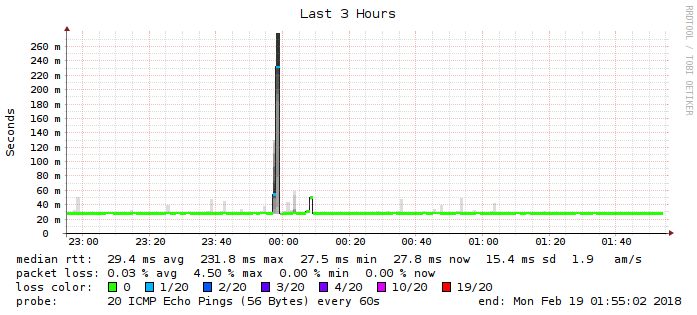 Last 3 Hours
RRDTOOL / TOBI OETIKER
Seconds
260 m
240 m
220 m
200 m
180 m
160 m
140 m
120 m
100 m
80 m
60 m
40 m
20 m
0
23:00 23:20 23:40 00:00 00:20 00:40 01:00 01:20 01:40
median rtt: 29.4 ms avg 231.8 ms max 27.5 ms min 27.8 ms now 15.4 ms sd 1.9 am/s
packet loss: 0.03 % avg 4.50 % max 0.00 % min 0.00 % now
loss color: 0 1/20 2/20 3/20 4/20 10/20 19/20
probe: 20 ICMP Echo Pings (56 Bytes) every 60s end: Mon Feb 19 01:55:02 2018